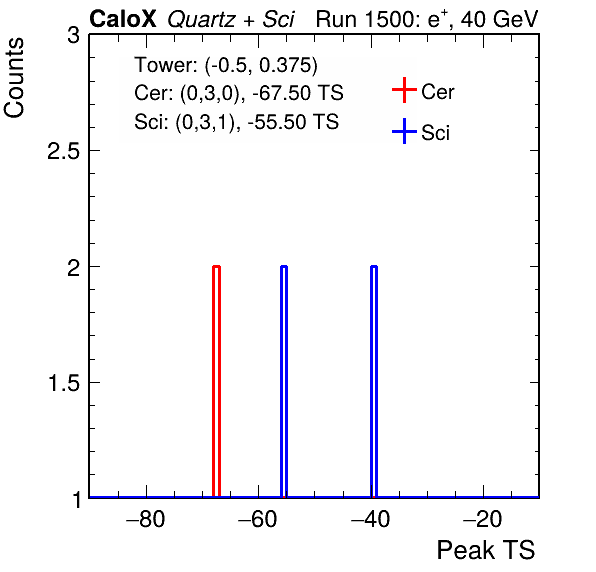 CaloX Quartz + Sci Run 1500: e+, 40 GeV
Counts
Tower: (-0.5, 0.375)
Cer: (0,3,0), -67.50 TS
Sci: (0,3,1), -55.50 TS
Cer
Sci
3
2.5
2
1.5
1
−80 −60 −40 −20
Peak TS